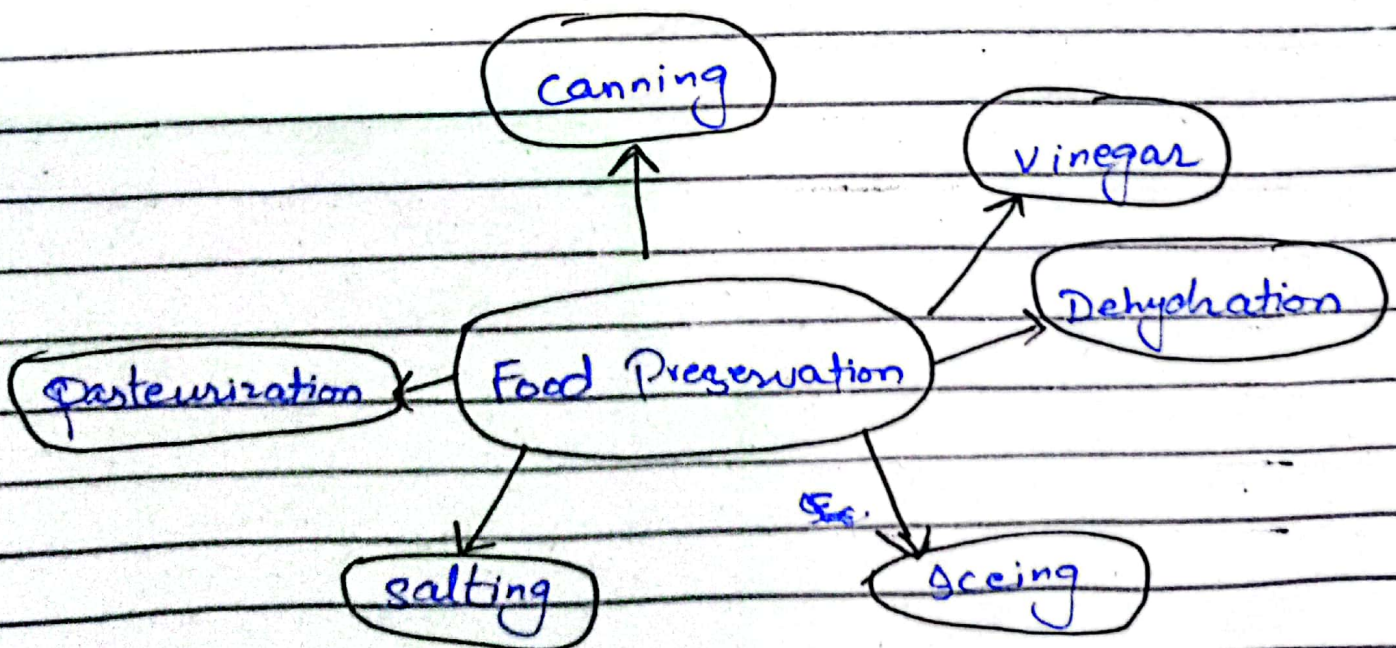 Canning
Vinegar
Dehydration
Food Preservation
Pasteurization
Salting
Iceing